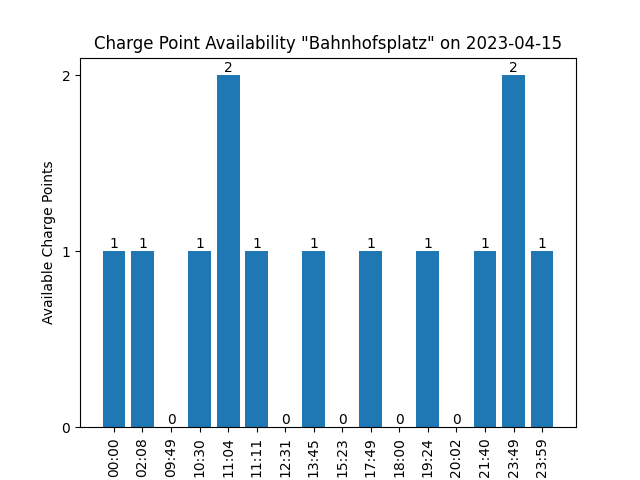 Charge Point Availability "Bahnhofsplatz" on 2023-04-15
Available Charge Points
2
1
0
1 1 0 1 2 1 0 1 0 1 0 1 0 1 2 1
00:00 02:08 09:49 10:30 11:04 11:11 12:31 13:45 15:23 17:49 18:00 19:24 20:02 21:40 23:49 23:59